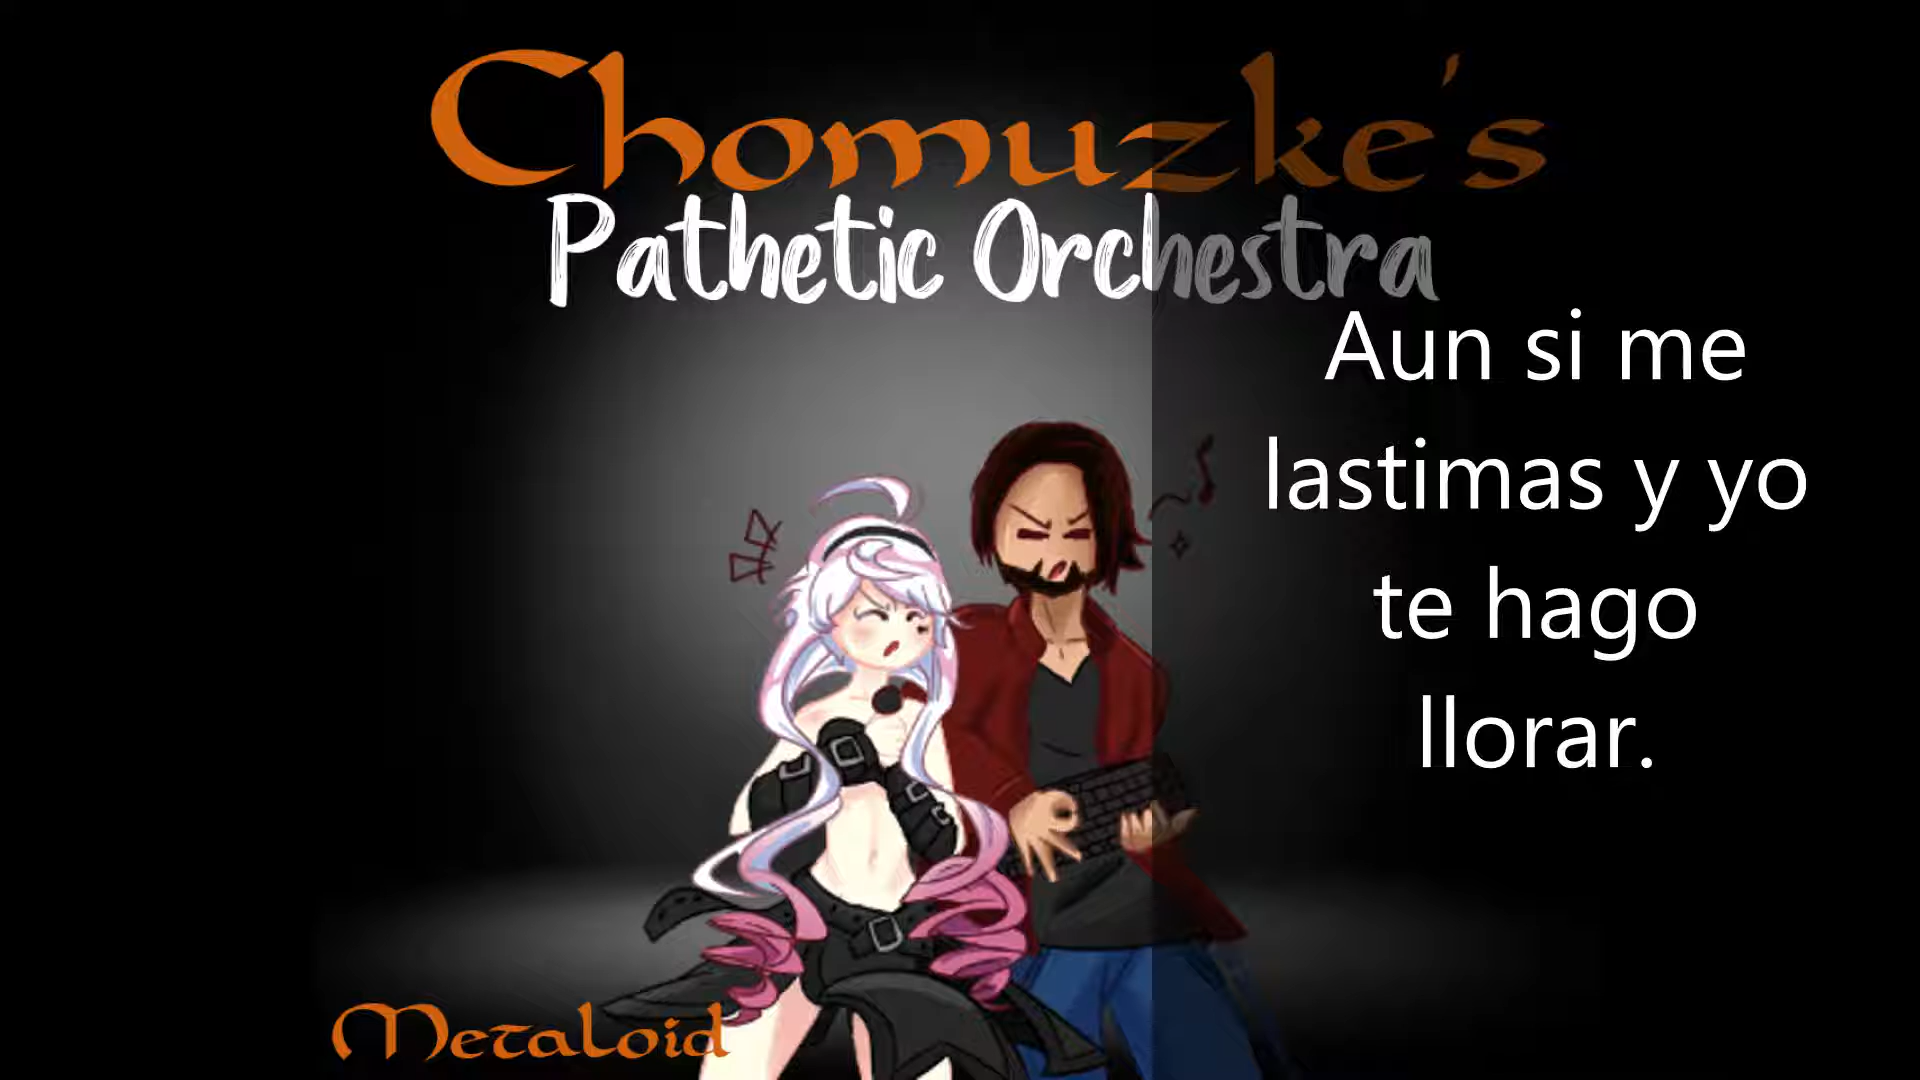 Chomuzke's
Pathetic Orchestra
Aun si me
lastimas y yo
te hago
llorar.
Metaloid